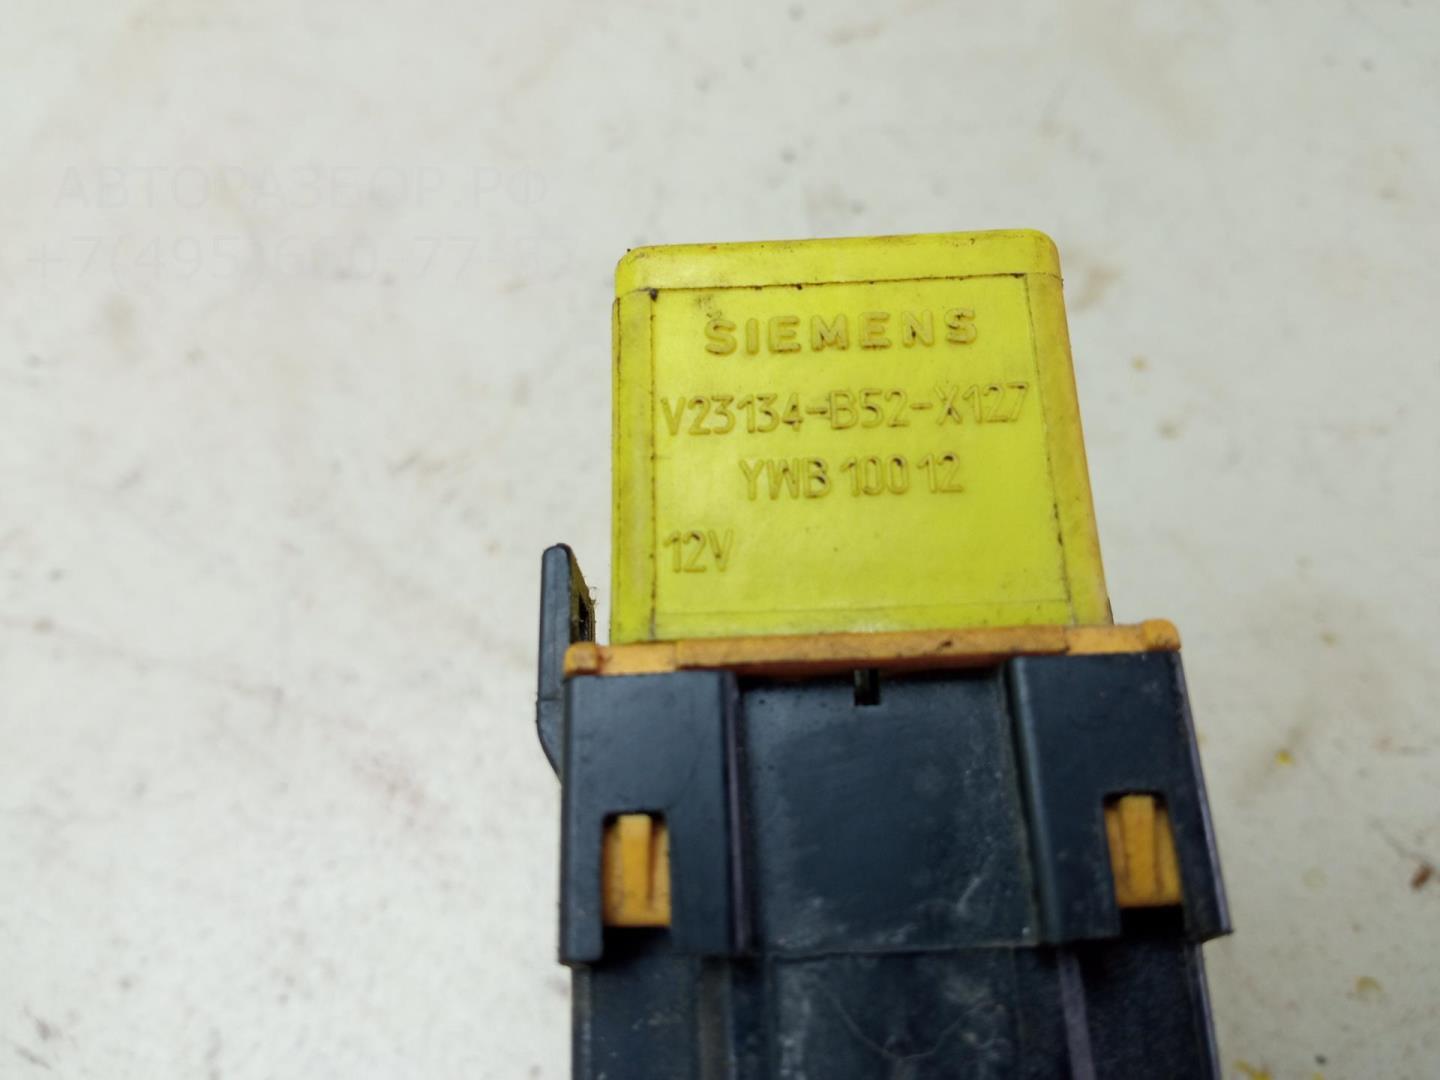 АВТОРАЗБОР.РФ
SIEMENS
V23134-B52-X127
YWB 100 12
12V